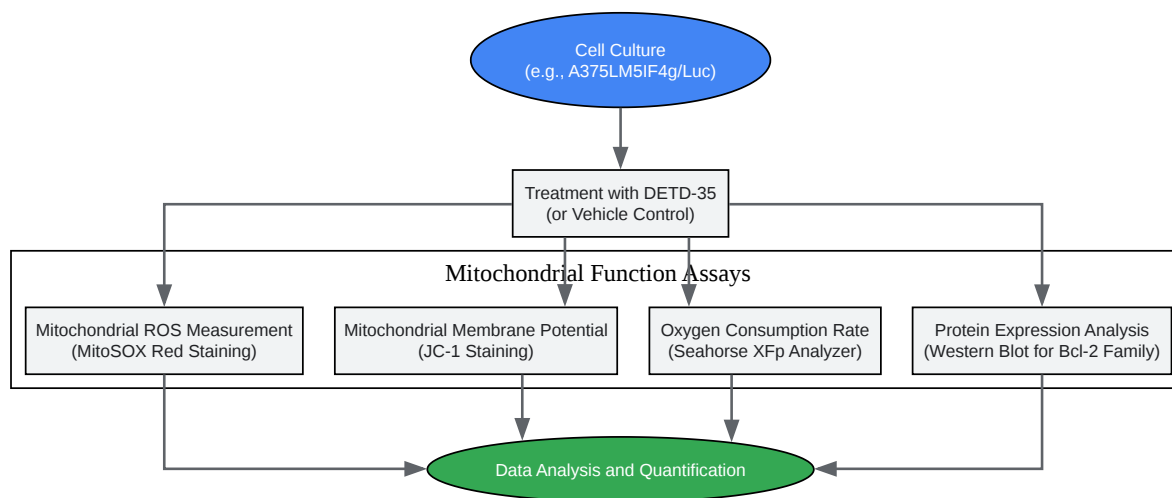 Cell Culture
(e.g., A375LM5IF4g/Luc)
Treatment with DETD-35
(or Vehicle Control)
Mitochondrial Function Assays
Mitochondrial ROS Measurement
(MitoSOX Red Staining)
Mitochondrial Membrane Potential
(JC-1 Staining)
Oxygen Consumption Rate
(Seahorse XFp Analyzer)
Protein Expression Analysis
(Western Blot for Bcl-2 Family)
Data Analysis and Quantification